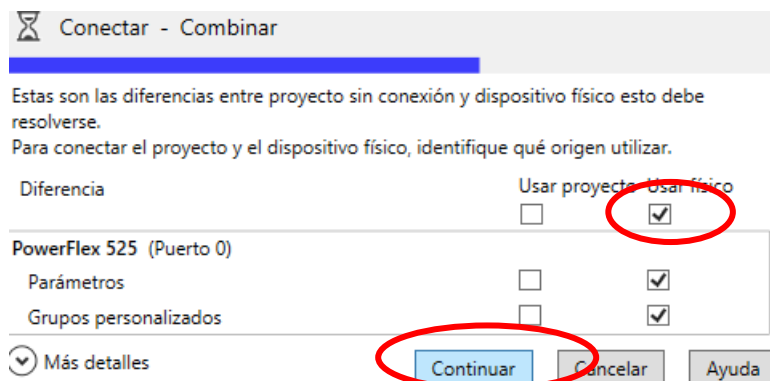 Conectar - Combinar
Estas son las diferencias entre proyecto sin conexión y dispositivo físico esto debe
resolverse.
Para conectar el proyecto y el dispositivo físico, identifique qué origen utilizar.
Diferencia
Usar proyecto Usar físico
PowerFlex 525 (Puerto 0)
Parámetros
Grupos personalizados
Más detalles
Continuar
Cancelar
Ayuda